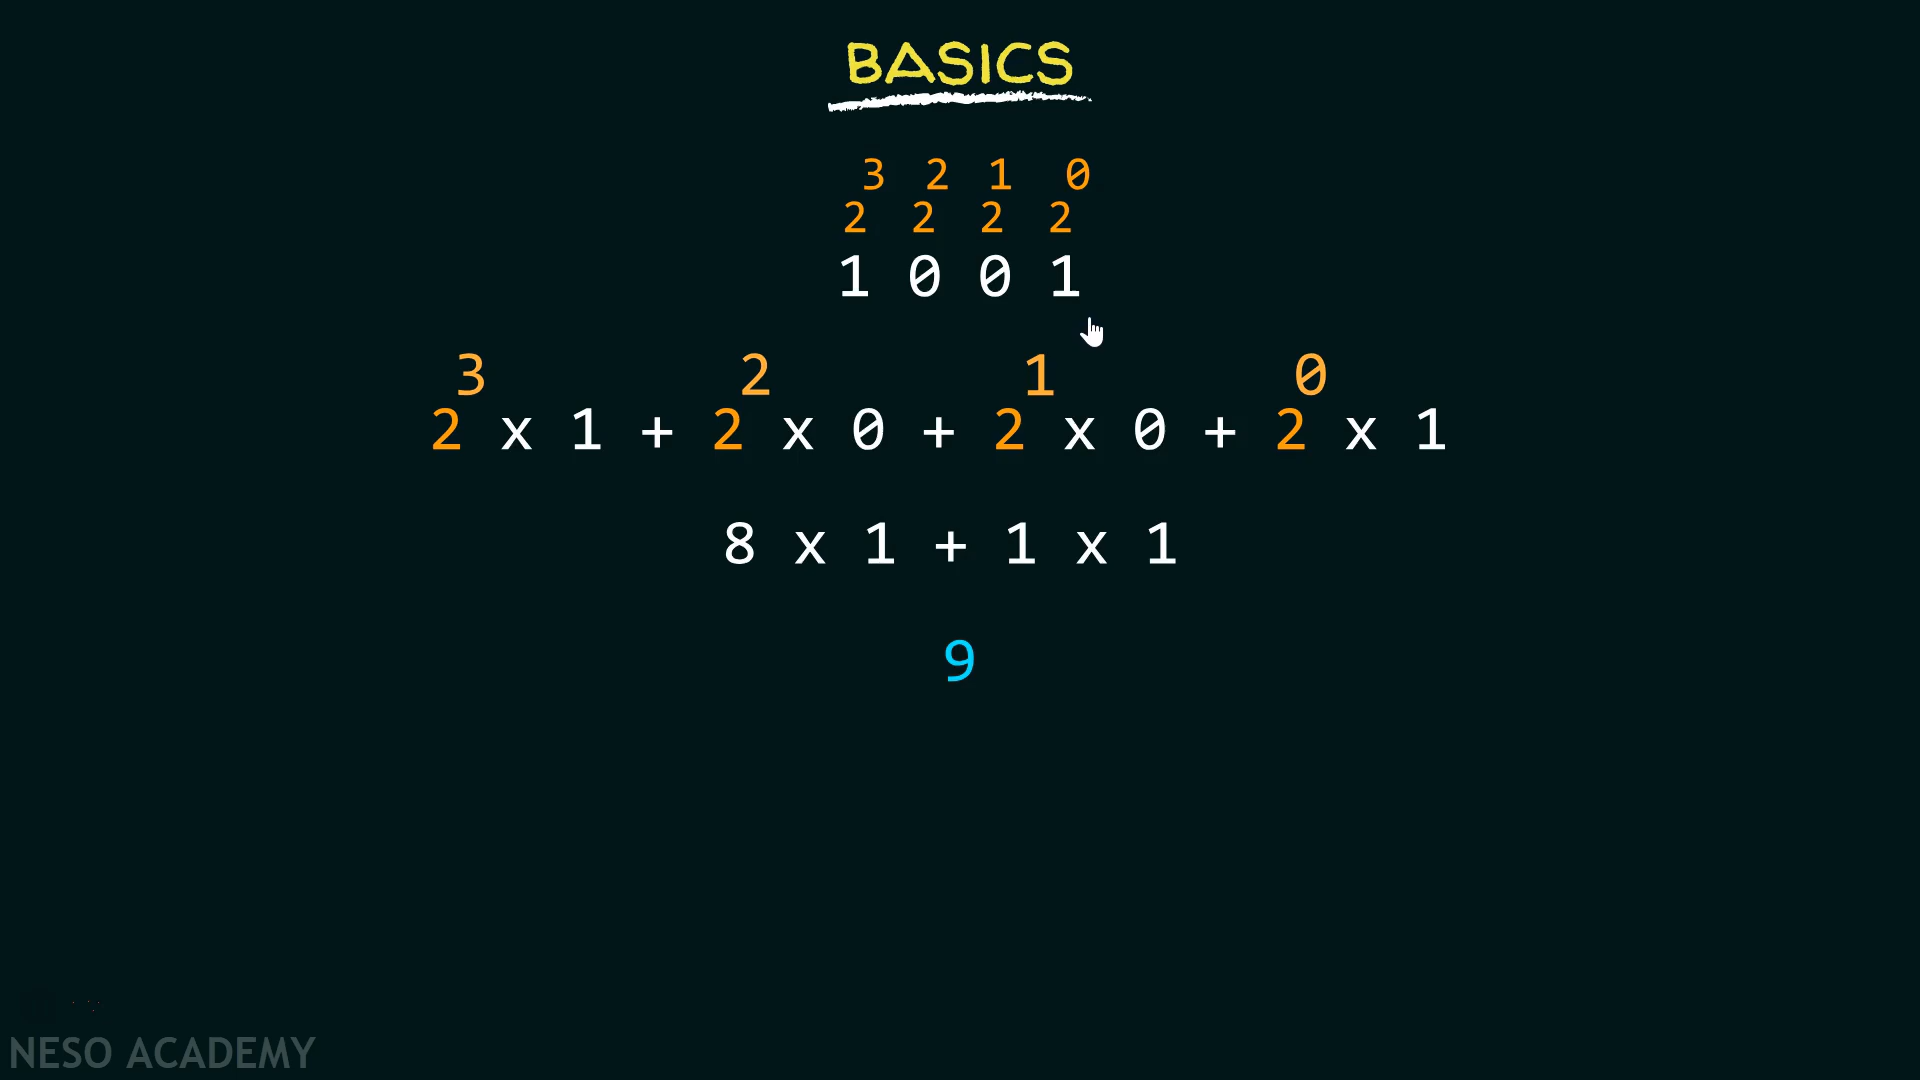 BASICS
3 2 1 0
2 2 2 2
1 0 0 1
3 2 1 0
2 x 1 + 2 x 0 + 2 x 0 + 2 x 1
8 x 1 + 1 x 1
9
NESO ACADEMY